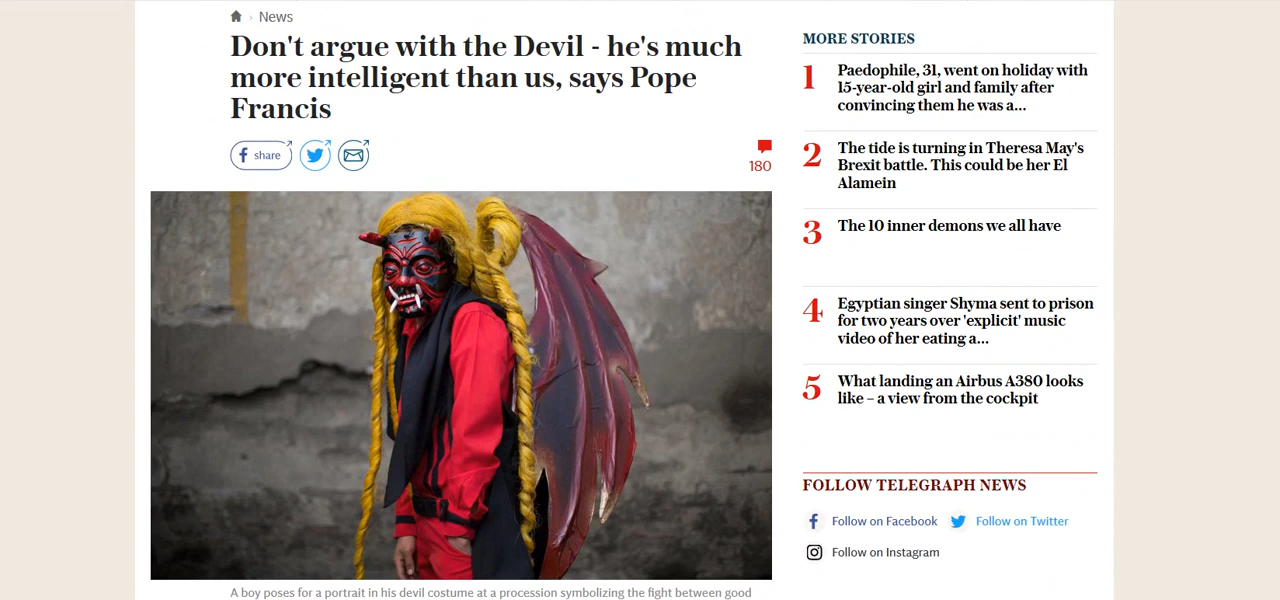 News
Don't argue with the Devil - he's much
more intelligent than us, says Pope
Francis
share
180
A boy poses for a portrait in his devil costume at a procession symbolizing the fight between good
MORE STORIES
1
Paedophile, 31, went on holiday with
15-year-old girl and family after
convincing them he was a...
2
The tide is turning in Theresa May's
Brexit battle. This could be her El
Alamein
3
The 10 inner demons we all have
4
Egyptian singer Shyma sent to prison
for two years over 'explicit' music
video of her eating a...
5
What landing an Airbus A380 looks
like – a view from the cockpit
FOLLOW TELEGRAPH NEWS
Follow on Facebook
Follow on Twitter
Follow on Instagram